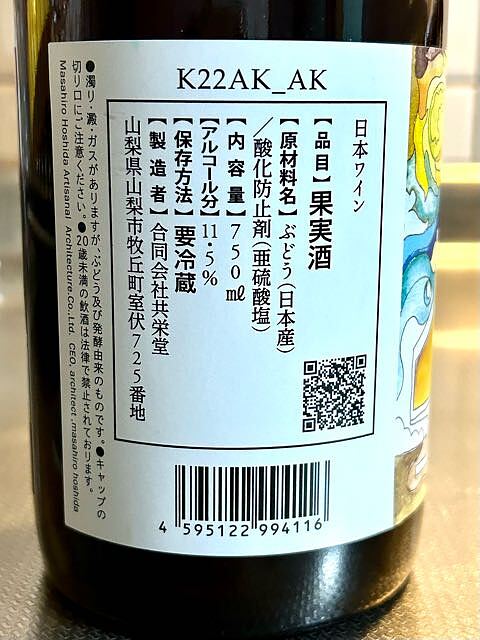 K22AK_AK
日本ワイン
【品目】果実酒
【原材料名】ぶどう(日本産)
／酸化防止剤(亜硫酸塩)
【内容量】750㎖
【アルコール分】11.5%
【保存方法】要冷蔵
【製造者】合同会社共栄堂
山梨県山梨市牧丘町室伏725番地
●濁り・澱・ガスがありますが、ぶどう及び発酵由来のものです。●キャップの
切り口にご注意ください。●20歳未満の飲酒は法律で禁止されております。
Masahiro Hoshida Artisanal Architecture.Co.,Ltd. CEO, architect ,masahiro hoshida
4 595122 994116